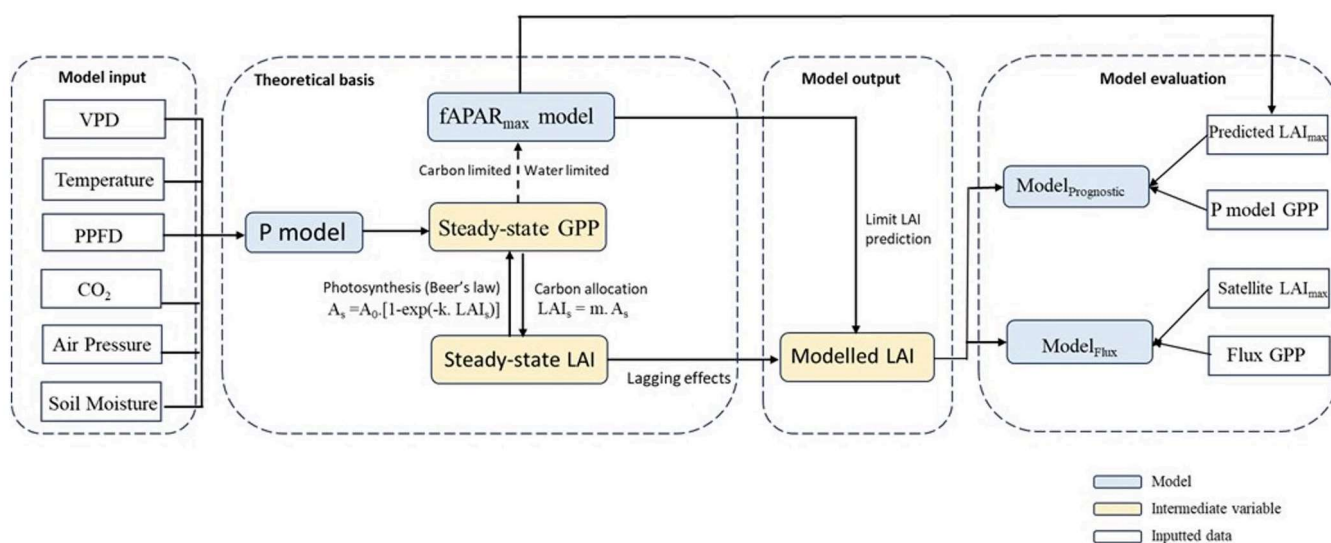 Model input
VPD
Temperature
PPFD
CO₂
Air Pressure
Soil Moisture
Theoretical basis
fAPARmax model
Carbon limited
Water limited
P model
Steady-state GPP
Photosynthesis (Beer's law)
Aₛ =A₀.[1-exp(-k. LAIₛ)]
Carbon allocation
LAIₛ = m. Aₛ
Steady-state LAI
Lagging effects
Model output
Limit LAI
prediction
Modelled LAI
Model evaluation
Predicted LAImax
ModelPrognostic
P model GPP
Satellite LAImax
ModelFlux
Flux GPP
Model
Intermediate variable
Inputted data